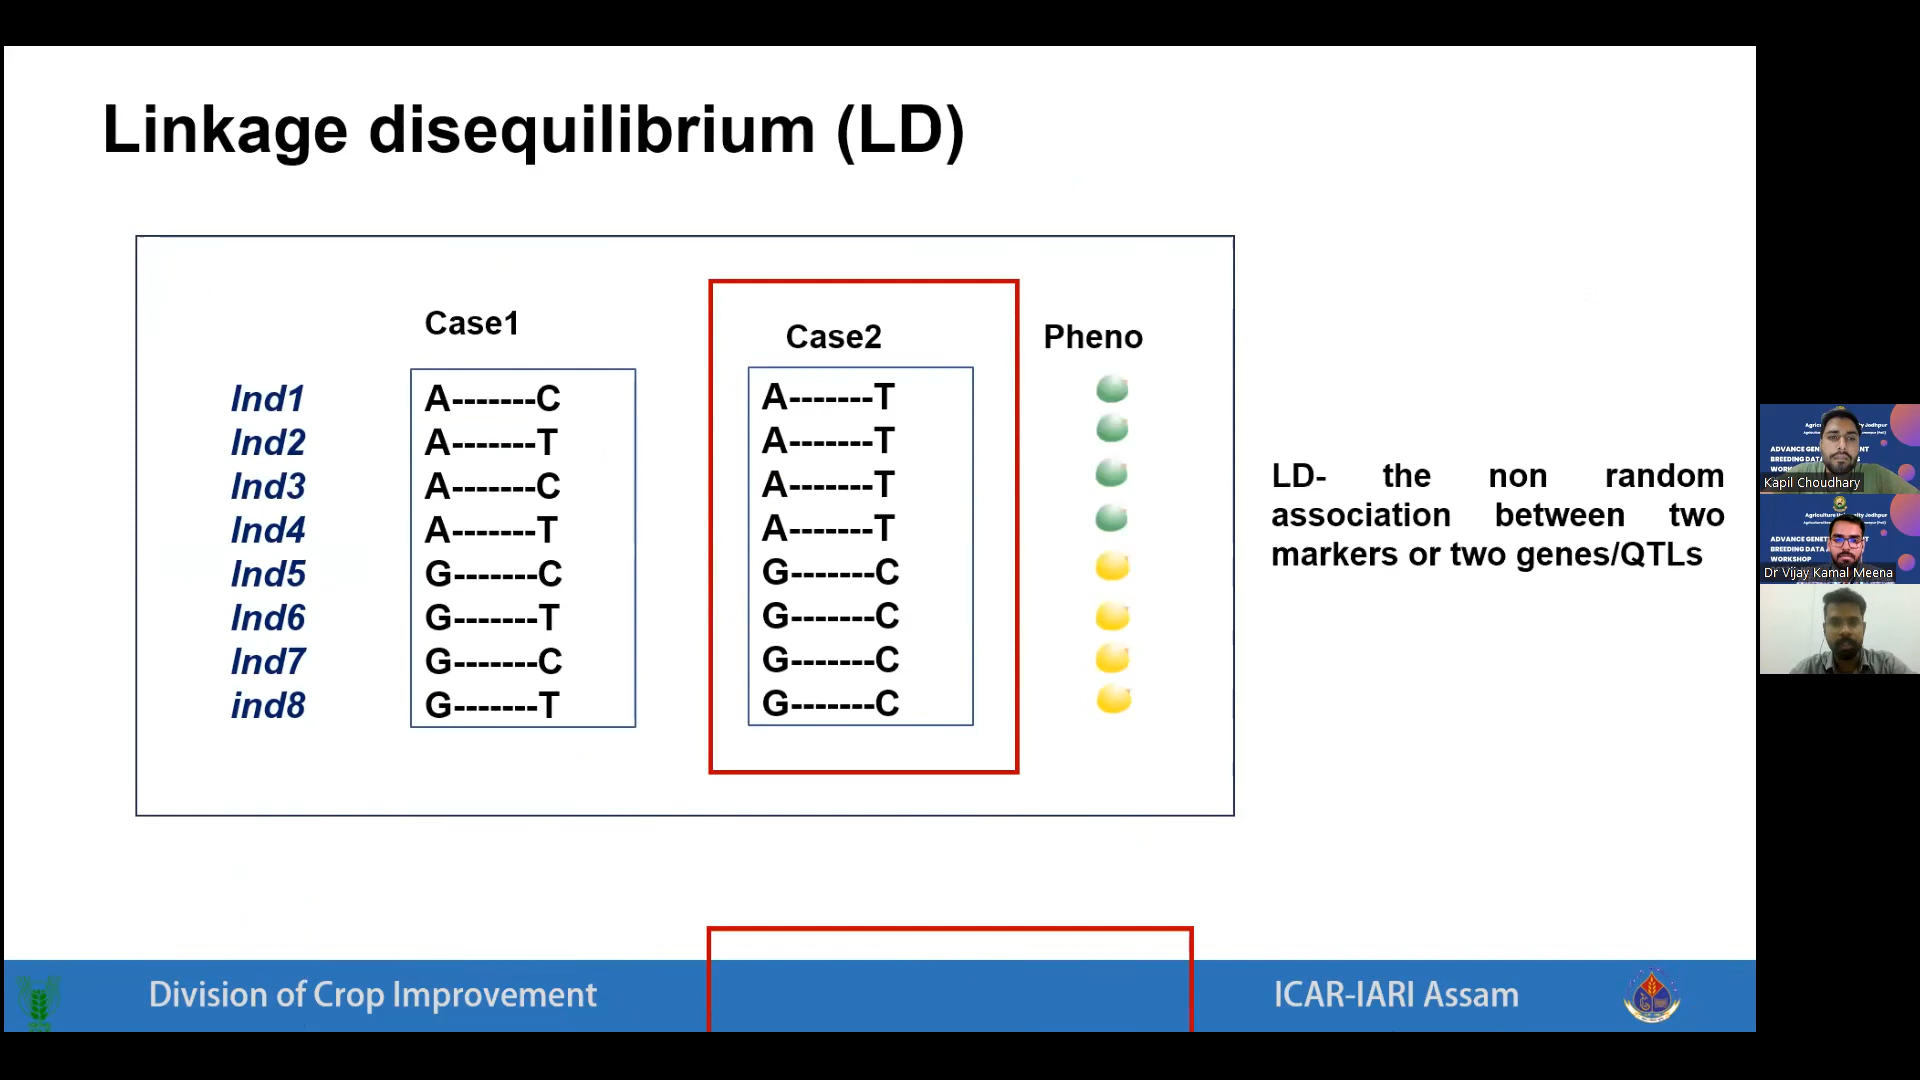 Linkage disequilibrium (LD)
Case1
Case2
Pheno
Ind1 A-------C A-------T
Ind2 A-------T A-------T
Ind3 A-------C A-------T
Ind4 A-------T A-------T
Ind5 G-------C G-------C
Ind6 G-------T G-------C
Ind7 G-------C G-------C
ind8 G-------T G-------C
LD- the non random
association between two
markers or two genes/QTLs
Division of Crop Improvement
ICAR-IARI Assam
Kapil Choudhary
Dr Vijay Kamal Meena
WORKSHOP